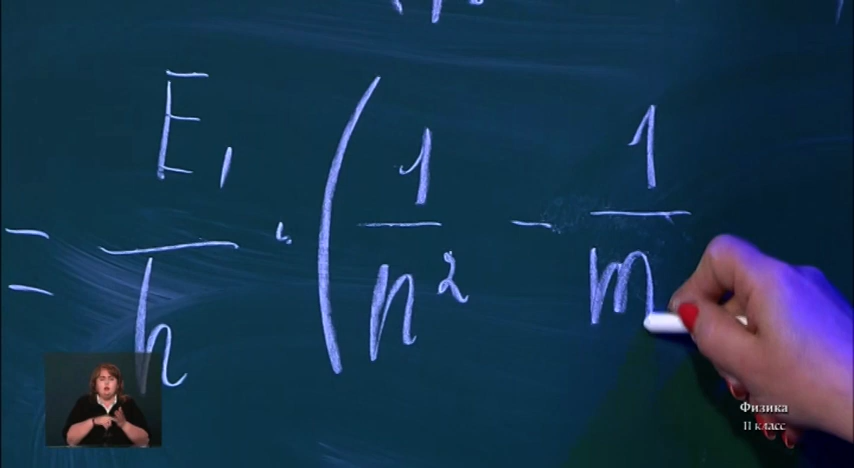 = E₁/h · ( 1/n² - 1/m
Физика
11 класс